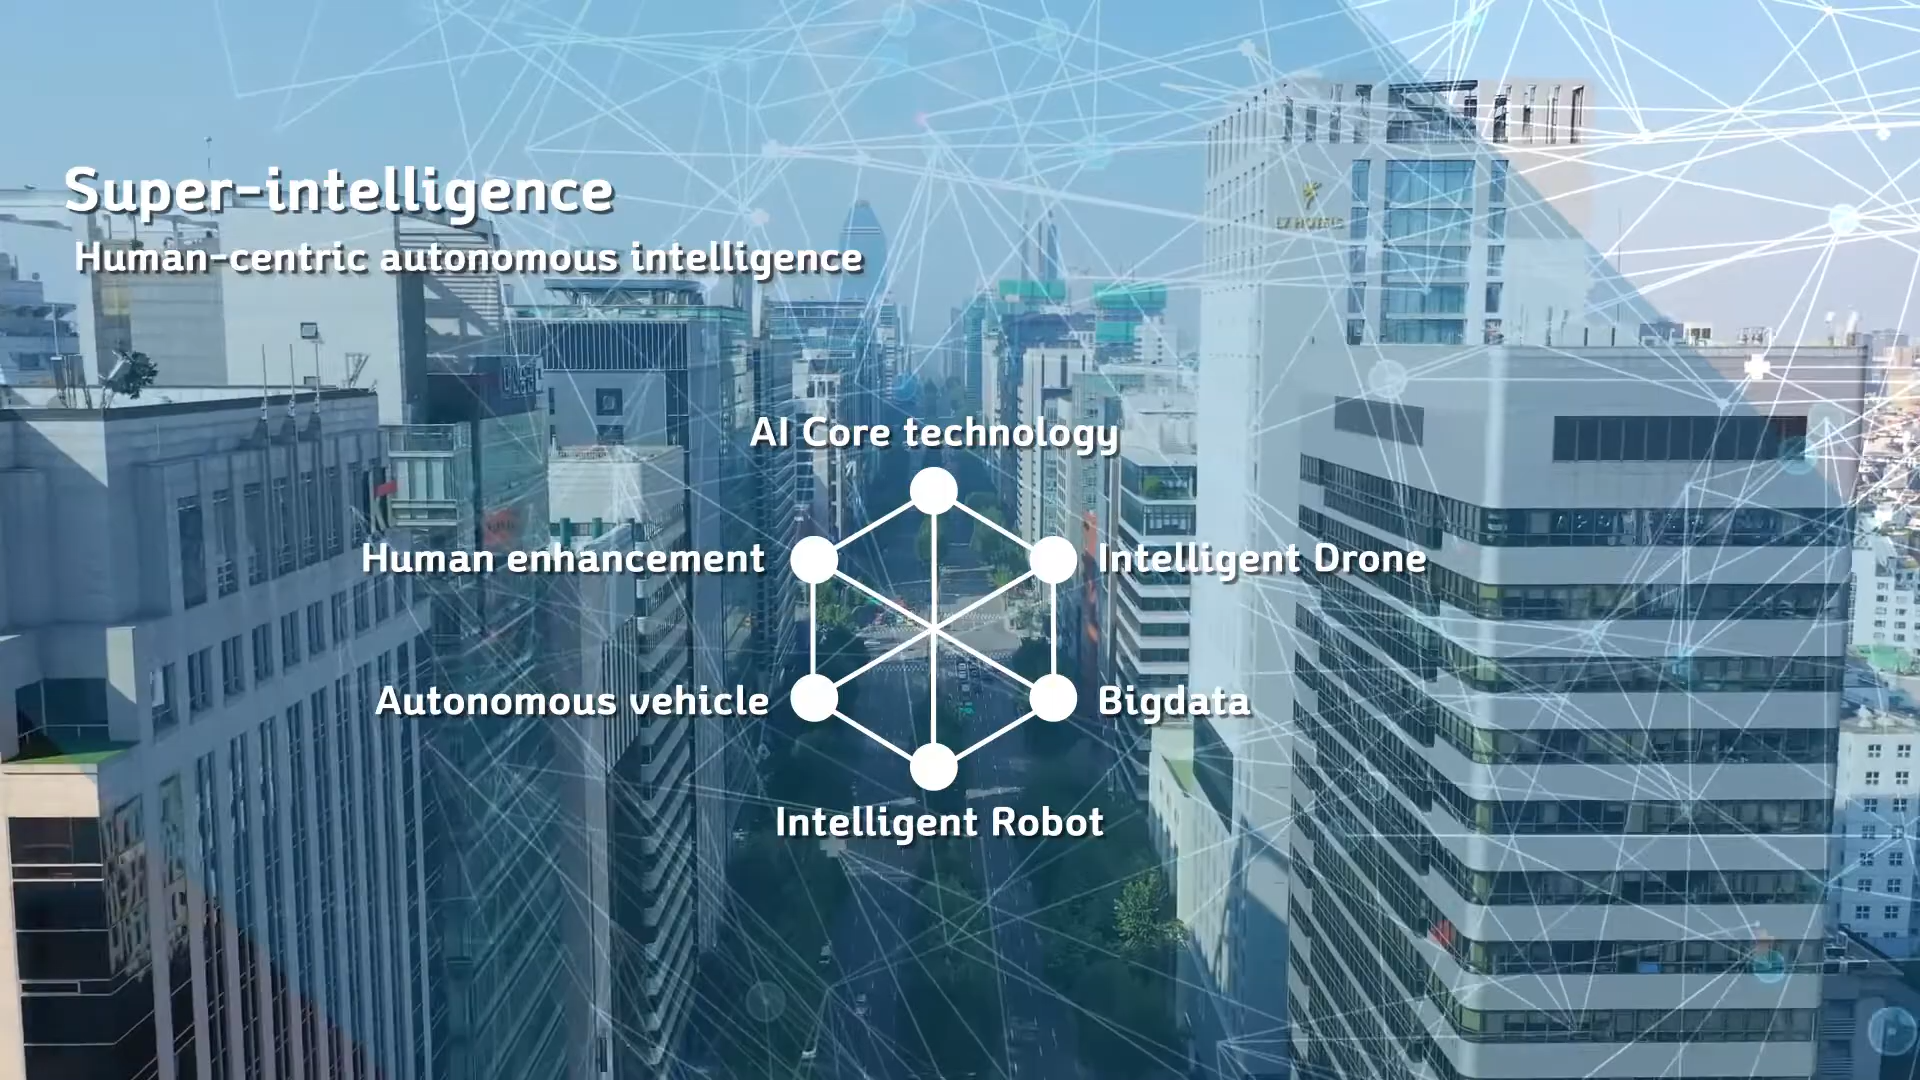 Super-intelligence
Human-centric autonomous intelligence
AI Core technology
Human enhancement
Intelligent Drone
Autonomous vehicle
Bigdata
Intelligent Robot